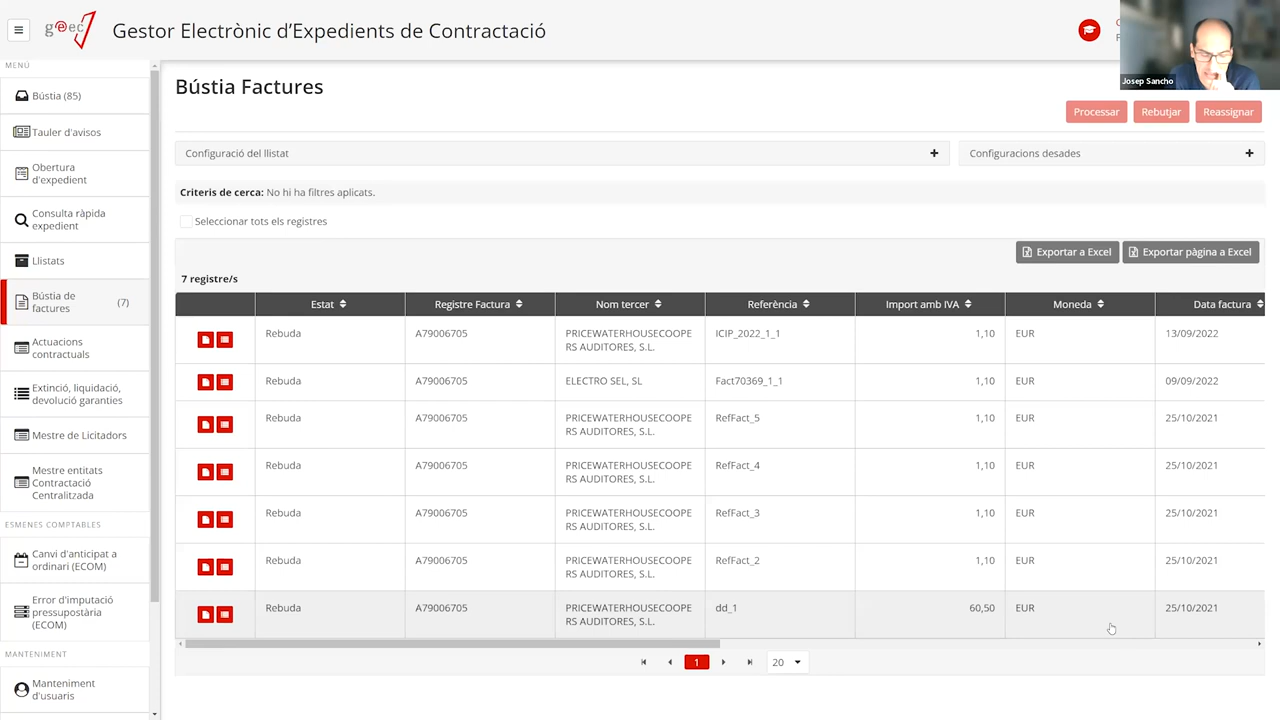 geec
Gestor Electrònic d'Expedients de Contractació
Josep Sancho
MENÚ
Bústia (85)
Tauler d'avisos
Obertura
d'expedient
Consulta ràpida
expedient
Llistats
Bústia de
factures
(7)
Actuacions
contractuals
Extinció, liquidació,
devolució garanties
Mestre de Licitadors
Mestre entitats
Contractació
Centralitzada
ESMENES COMPTABLES
Canvi d'anticipat a
ordinari (ECOM)
Error d'imputació
pressupostària
(ECOM)
MANTENIMENT
Manteniment
d'usuaris
Bústia Factures
Processar Rebutjar Reassignar
Configuració del llistat + Configuracions desades +
Criteris de cerca: No hi ha filtres aplicats.
Seleccionar tots els registres
Exportar a Excel Exportar pàgina a Excel
7 registre/s
Estat Registre Factura Nom tercer Referència Import amb IVA Moneda Data factura
Rebuda A79006705 PRICEWATERHOUSECOOPE ICIP_2022_1_1 1,10 EUR 13/09/2022
RS AUDITORES, S.L.
Rebuda A79006705 ELECTRO SEL, SL Fact70369_1_1 1,10 EUR 09/09/2022
Rebuda A79006705 PRICEWATERHOUSECOOPE RefFact_5 1,10 EUR 25/10/2021
RS AUDITORES, S.L.
Rebuda A79006705 PRICEWATERHOUSECOOPE RefFact_4 1,10 EUR 25/10/2021
RS AUDITORES, S.L.
Rebuda A79006705 PRICEWATERHOUSECOOPE RefFact_3 1,10 EUR 25/10/2021
RS AUDITORES, S.L.
Rebuda A79006705 PRICEWATERHOUSECOOPE RefFact_2 1,10 EUR 25/10/2021
RS AUDITORES, S.L.
Rebuda A79006705 PRICEWATERHOUSECOOPE dd_1 60,50 EUR 25/10/2021
RS AUDITORES, S.L.
1 20